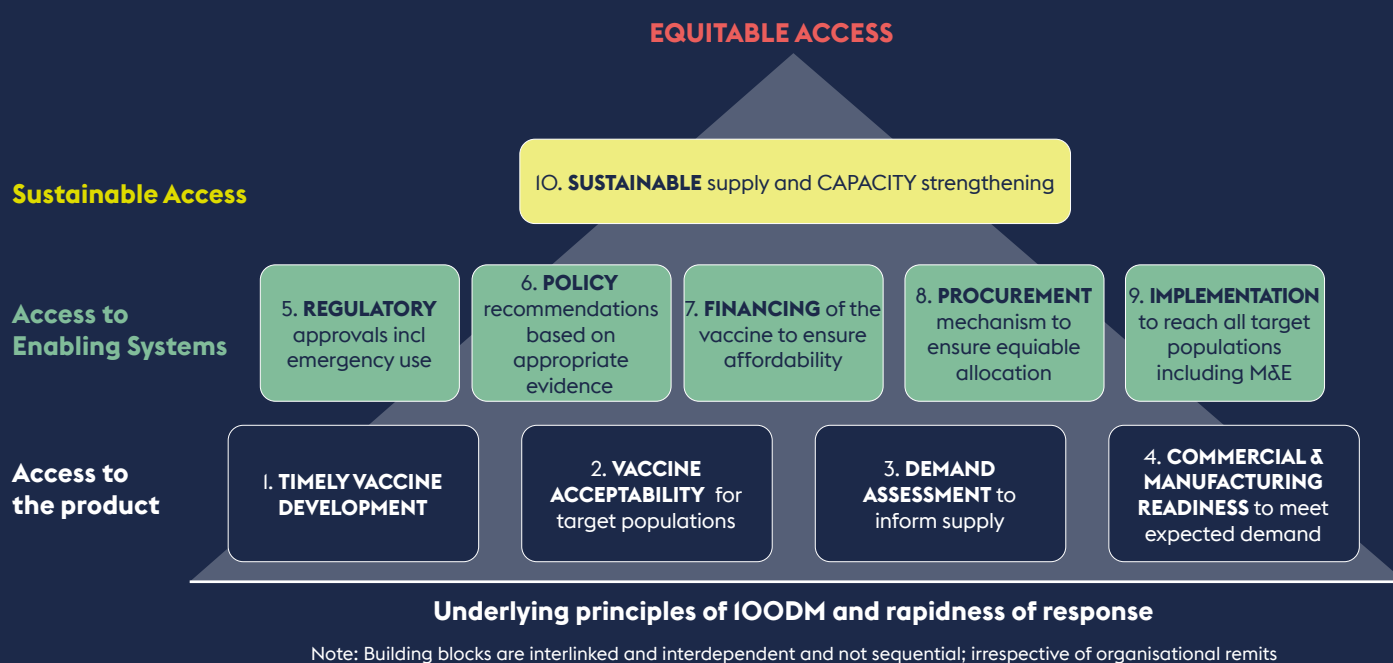 EQUITABLE ACCESS
Sustainable Access
10. SUSTAINABLE supply and CAPACITY strengthening
Access to
Enabling Systems
5. REGULATORY
approvals incl
emergency use
6. POLICY
recommendations
based on
appropriate
evidence
7. FINANCING of the
vaccine to ensure
affordability
8. PROCUREMENT
mechanism to
ensure equiable
allocation
9. IMPLEMENTATION
to reach all target
populations
including M&E
Access to
the product
1. TIMELY VACCINE
DEVELOPMENT
2. VACCINE
ACCEPTABILITY for
target populations
3. DEMAND
ASSESSMENT to
inform supply
4. COMMERCIAL &
MANUFACTURING
READINESS to meet
expected demand
Underlying principles of 100DM and rapidness of response
Note: Building blocks are interlinked and interdependent and not sequential; irrespective of organisational remits